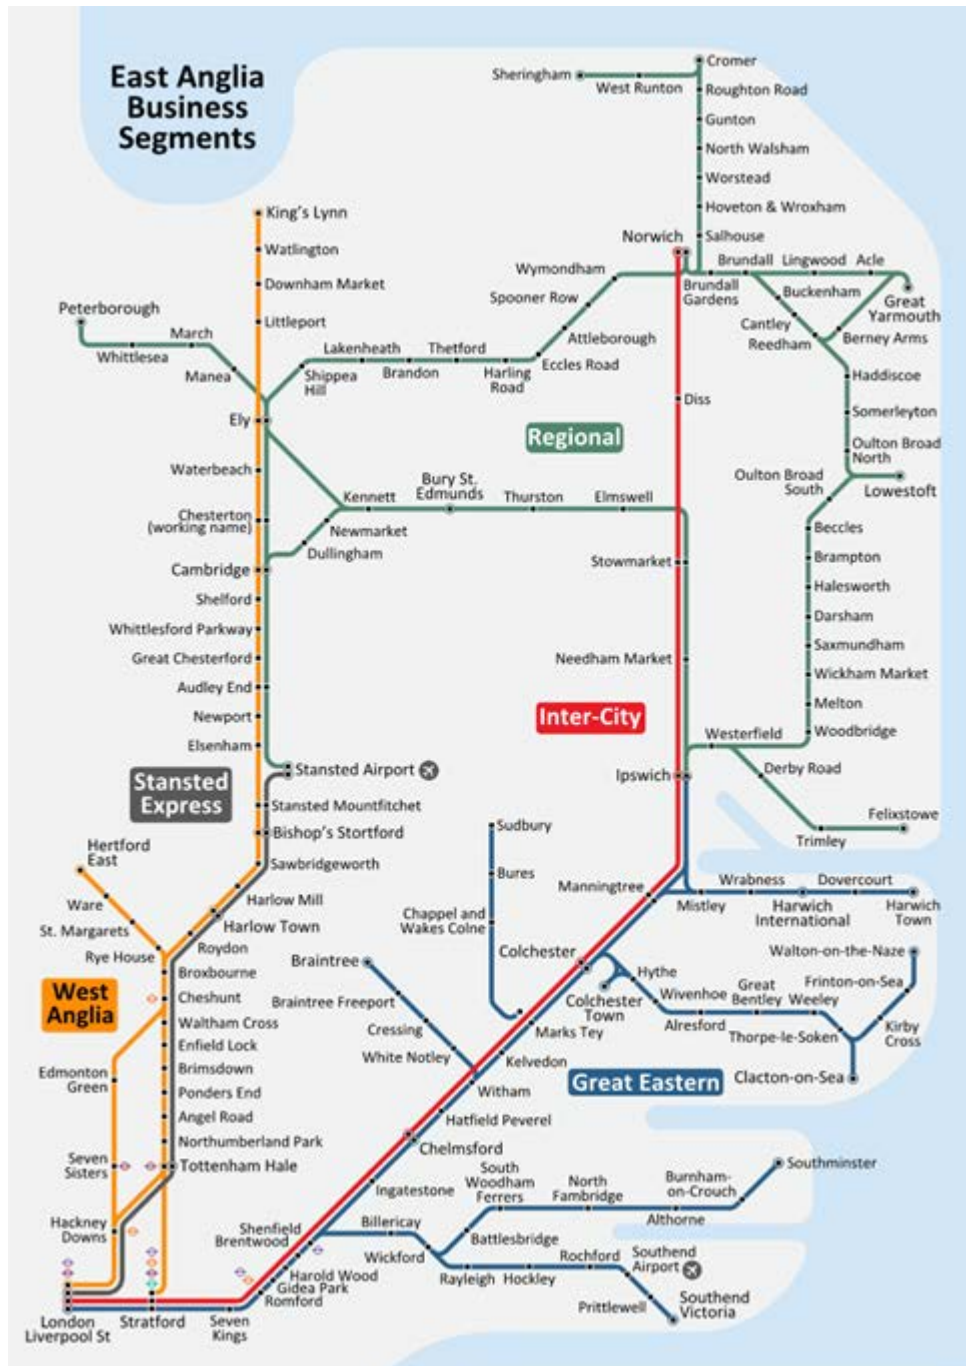 East Anglia
Business
Segments
Cromer
Sheringham
West Runton
Roughton Road
Gunton
North Walsham
Worstead
Hoveton & Wroxham
Salhouse
Norwich
King's Lynn
Watlington
Downham Market
Littleport
Wymondham
Spooner Row
Attleborough
Eccles Road
Brundall
Lingwood
Acle
Brundall
Gardens
Buckenham
Great
Yarmouth
Cantley
Reedham
Berney Arms
Peterborough
Whittlesea
March
Manea
Lakenheath
Thetford
Shippea
Hill
Brandon
Harling
Road
Haddiscoe
Somerleyton
Oulton Broad
North
Oulton Broad
South
Lowestoft
Diss
Ely
Regional
Waterbeach
Chesterton
(working name)
Cambridge
Kennett
Bury St.
Edmunds
Thurston
Elmswell
Newmarket
Dullingham
Stowmarket
Beccles
Brampton
Halesworth
Darsham
Saxmundham
Wickham Market
Melton
Woodbridge
Shelford
Whittlesford Parkway
Great Chesterford
Audley End
Newport
Elsenham
Needham Market
Inter-City
Westerfield
Derby Road
Felixstowe
Trimley
Ipswich
Stansted Airport
Stansted
Express
Stansted Mountfitchet
Bishop's Stortford
Sawbridgeworth
Hertford
East
Ware
St. Margarets
Rye House
Harlow Mill
Harlow Town
Roydon
Broxbourne
Sudbury
Bures
Chappel and
Wakes Colne
Manningtree
Mistley
Wrabness
Harwich
International
Dovercourt
Harwich
Town
Colchester
Colchester
Town
Hythe
Wivenhoe
Alresford
Great
Bentley
Weeley
Thorpe-le-Soken
Walton-on-the-Naze
Frinton-on-Sea
Kirby
Cross
Clacton-on-Sea
Braintree
Braintree Freeport
Cressing
White Notley
Marks Tey
Kelvedon
Witham
Great Eastern
Hatfield Peverel
Chelmsford
Ingatestone
West
Anglia
Cheshunt
Waltham Cross
Enfield Lock
Brimsdown
Ponders End
Angel Road
Northumberland Park
Tottenham Hale
Edmonton
Green
Seven
Sisters
Hackney
Downs
Shenfield
Brentwood
Harold Wood
Gidea Park
Romford
Billericay
Wickford
South
Woodham
Ferrers
Battlesbridge
North
Fambridge
Althorne
Burnham-
on-Crouch
Southminster
Rayleigh
Hockley
Rochford
Southend
Airport
Prittlewell
Southend
Victoria
London
Liverpool St
Stratford
Seven
Kings